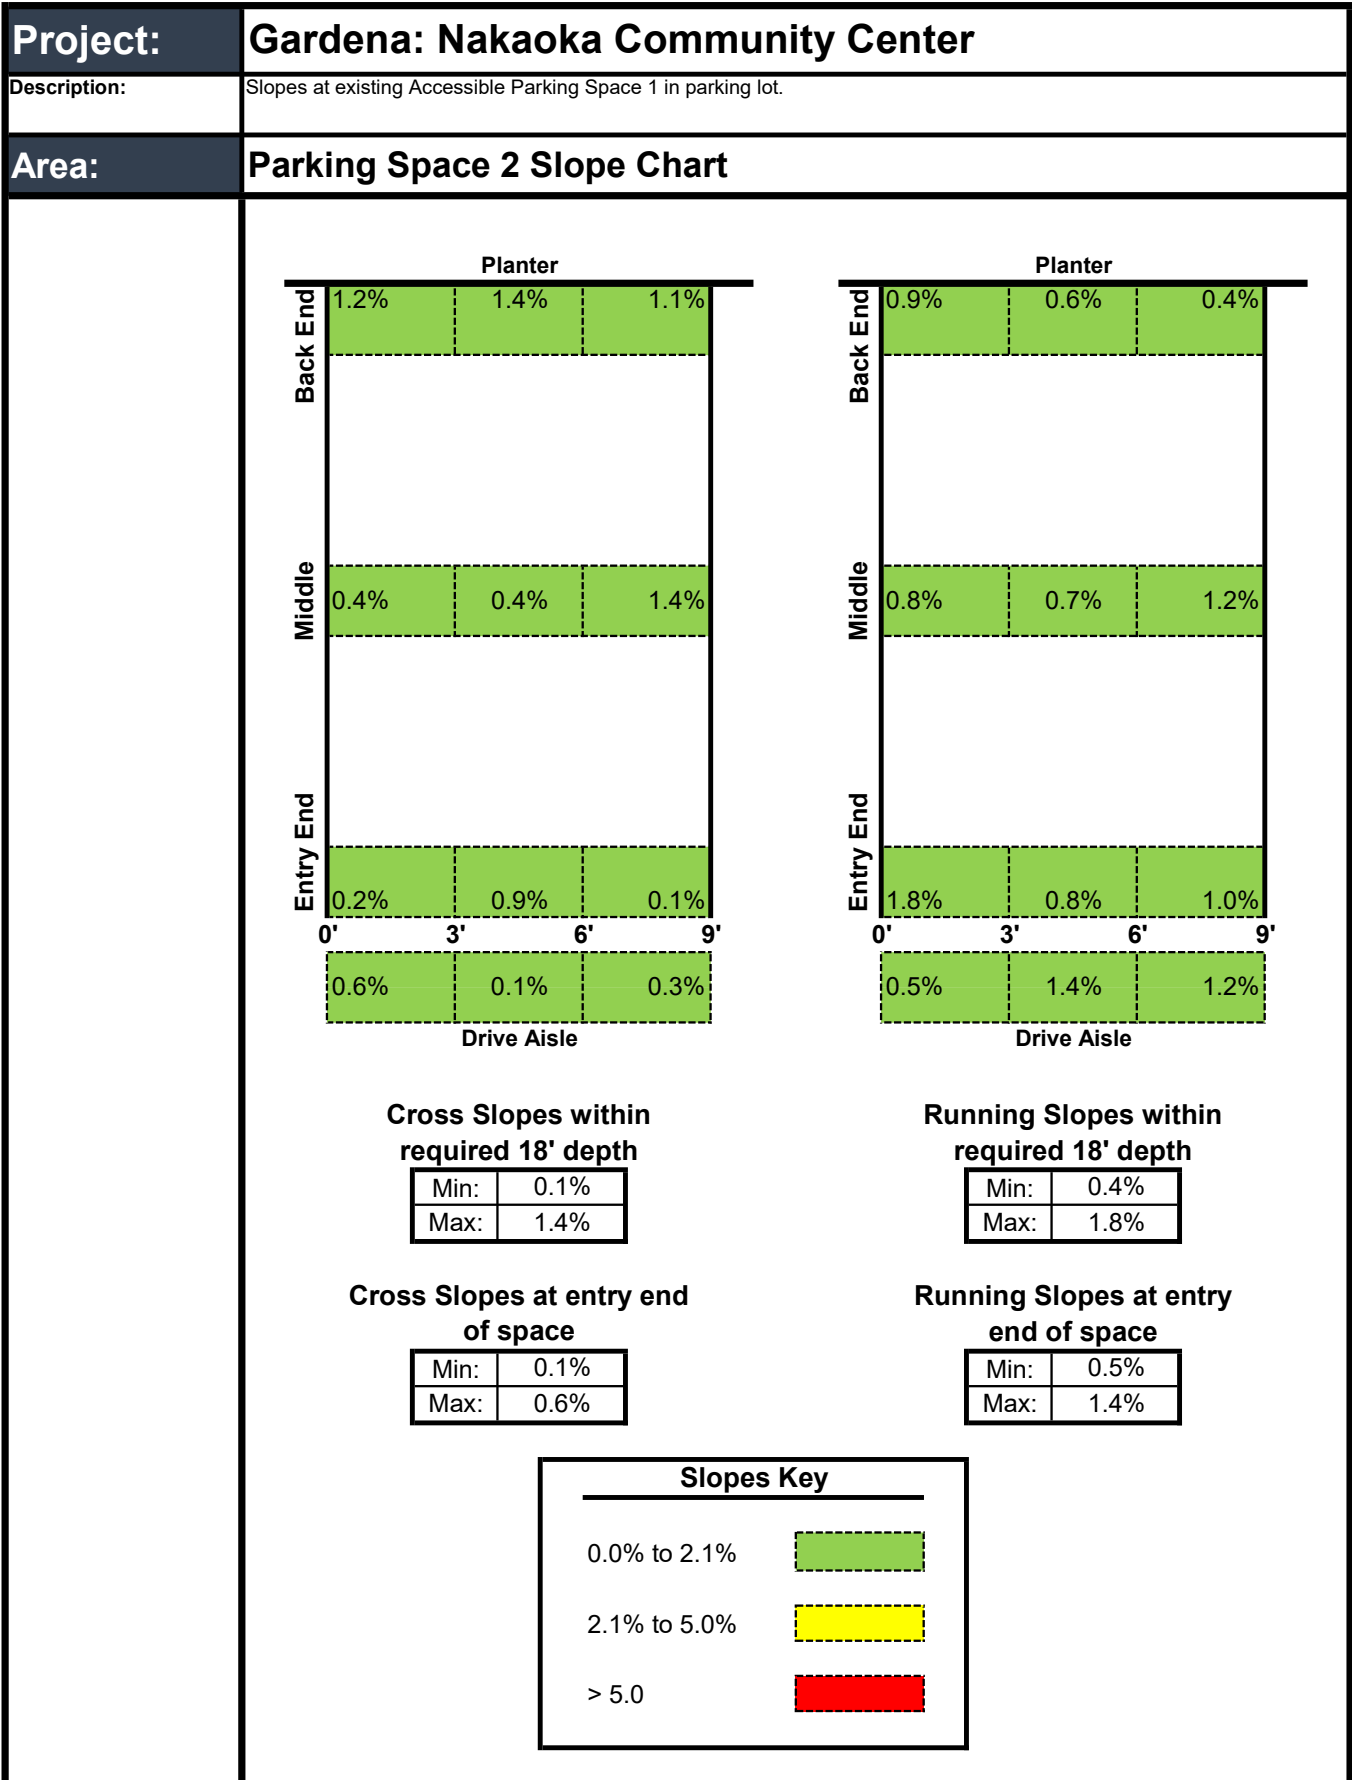 Project: Gardena: Nakaoka Community Center
Description: Slopes at existing Accessible Parking Space 1 in parking lot.
Area: Parking Space 2 Slope Chart
Planter
Back End
1.2% 1.4% 1.1%
Middle
0.4% 0.4% 1.4%
Entry End
0.2% 0.9% 0.1%
0' 3' 6' 9'
0.6% 0.1% 0.3%
Drive Aisle
Planter
Back End
0.9% 0.6% 0.4%
Middle
0.8% 0.7% 1.2%
Entry End
1.8% 0.8% 1.0%
0' 3' 6' 9'
0.5% 1.4% 1.2%
Drive Aisle
Cross Slopes within
required 18' depth
Min: 0.1%
Max: 1.4%
Running Slopes within
required 18' depth
Min: 0.4%
Max: 1.8%
Cross Slopes at entry end
of space
Min: 0.1%
Max: 0.6%
Running Slopes at entry
end of space
Min: 0.5%
Max: 1.4%
Slopes Key
0.0% to 2.1%
2.1% to 5.0%
> 5.0